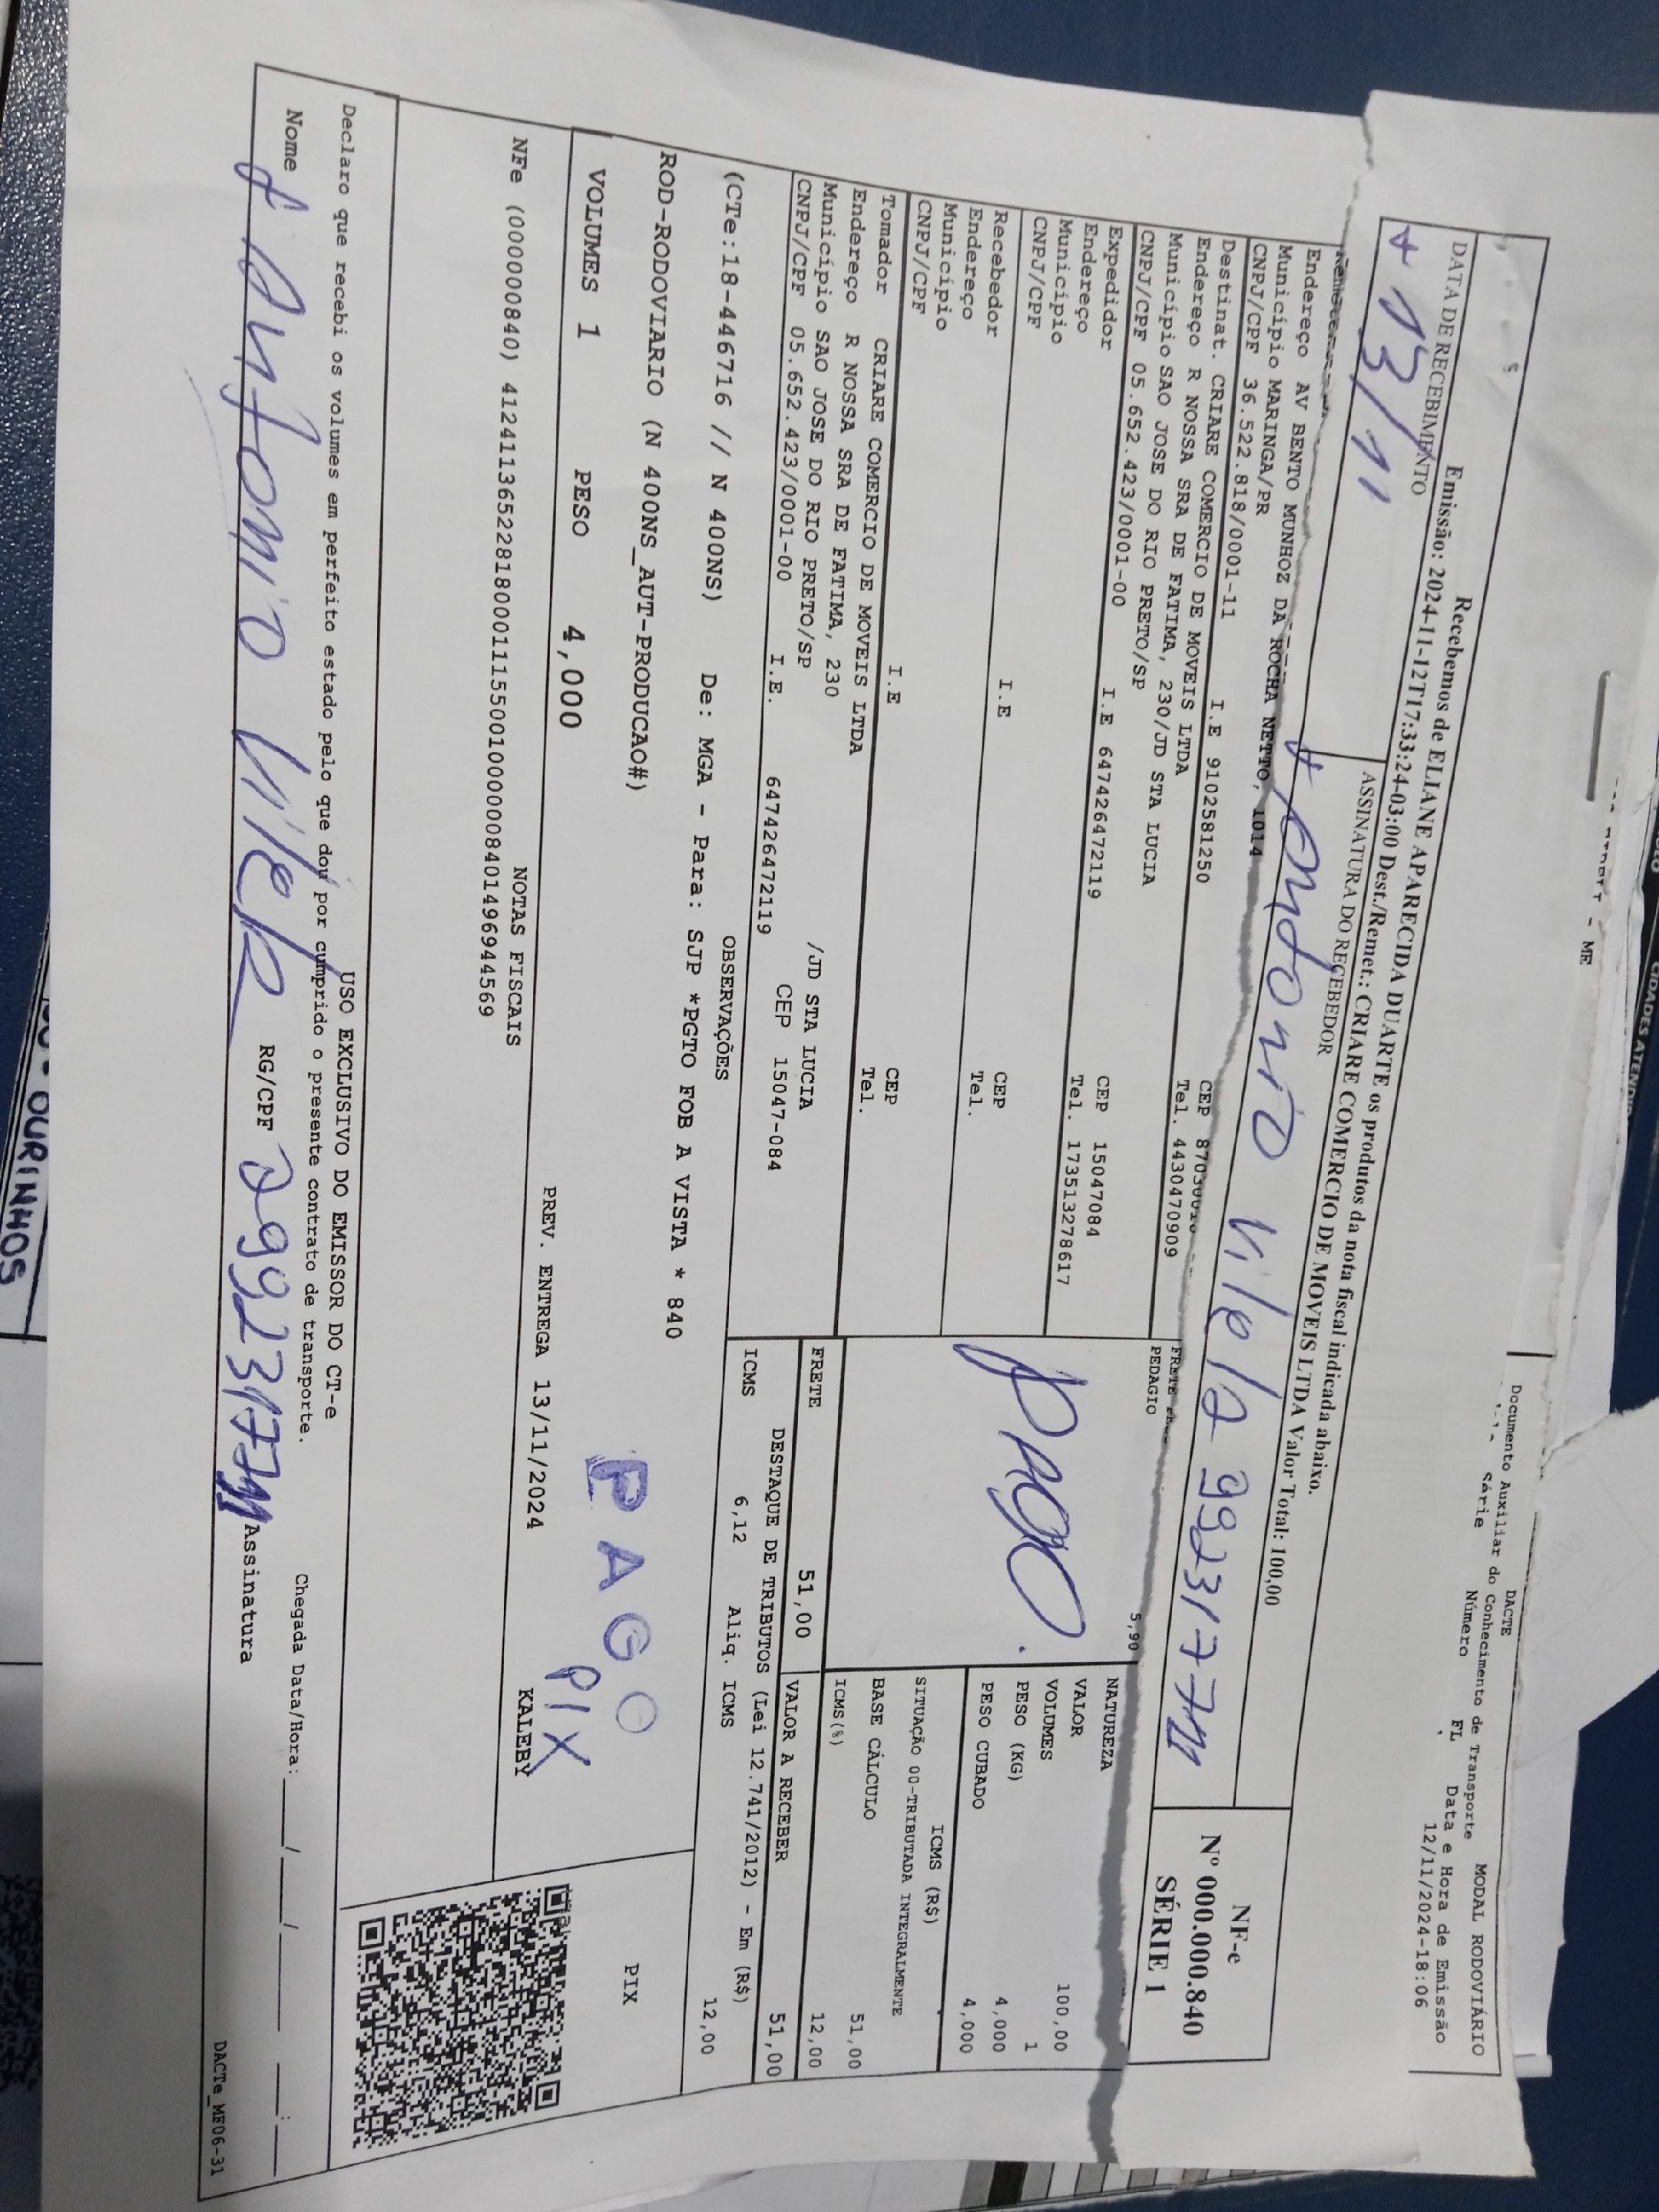 Recebemos de ELIANE APARECIDA DUARTE os produtos da nota fiscal indicada abaixo.
Emissão: 2024-11-12T17:33:24-03:00 Dest./Remet.: CRIARE COMERCIO DE MOVEIS LTDA Valor Total: 100,00
DATA DE RECEBIMENTO
ASSINATURA DO RECEBEDOR
13/11
Antonio Vilela
NF-e
Nº 000.000.840
SÉRIE 1
DACTE
Documento Auxiliar do Conhecimento de Transporte
MODAL RODOVIÁRIO
Série Número FL Data e Hora de Emissão
12/11/2024-18:06
- ME
CIDADES ATENDID
Endereço AV BENTO MUNHOZ DA ROCHA NETTO, 1014
Município MARINGA/PR
CNPJ/CPF 36.522.818/0001-11 I.E 9102581250
Tel. 4430470909
Destinat. CRIARE COMERCIO DE MOVEIS LTDA
Endereço R NOSSA SRA DE FATIMA, 230/JD STA LUCIA
Município SAO JOSE DO RIO PRETO/SP CEP 15047084
CNPJ/CPF 05.652.423/0001-00 I.E 647426472119 Tel. 173513278617
Expedidor
Endereço
Município CEP
CNPJ/CPF I.E Tel.
Recebedor
Endereço
Município CEP
CNPJ/CPF I.E Tel.
Tomador CRIARE COMERCIO DE MOVEIS LTDA
Endereço R NOSSA SRA DE FATIMA, 230 /JD STA LUCIA
Município SAO JOSE DO RIO PRETO/SP CEP 15047-084
CNPJ/CPF 05.652.423/0001-00 I.E. 647426472119
PEDAGIO 5,90
PAGO.
FRETE 51,00
NATUREZA
VALOR 100,00
VOLUMES 1
PESO (KG) 4,000
PESO CUBADO 4,000
ICMS (R$)
SITUAÇÃO 00-TRIBUTADA INTEGRALMENTE
BASE CÁLCULO 51,00
ICMS(%) 12,00
VALOR A RECEBER 51,00
DESTAQUE DE TRIBUTOS (Lei 12.741/2012) - Em (R$)
ICMS 6,12 Aliq. ICMS 12,00
OBSERVAÇÕES
(CTe:18-446716 // N 400NS) De: MGA - Para: SJP *PGTO FOB A VISTA * 840
ROD-RODOVIARIO (N 400NS_AUT-PRODUCAO#)
PAGO
PIX
PIX
VOLUMES 1 PESO 4,000 PREV. ENTREGA 13/11/2024 KALEBY
NOTAS FISCAIS
NFe (000000840) 41241136522818000111550010000008401496944569
USO EXCLUSIVO DO EMISSOR DO CT-e
Declaro que recebi os volumes em perfeito estado pelo que dou por cumprido o presente contrato de transporte.
Chegada Data/Hora:
Nome Antonio Vilela RG/CPF Assinatura
DACTe_MF06-31
OURINHOS